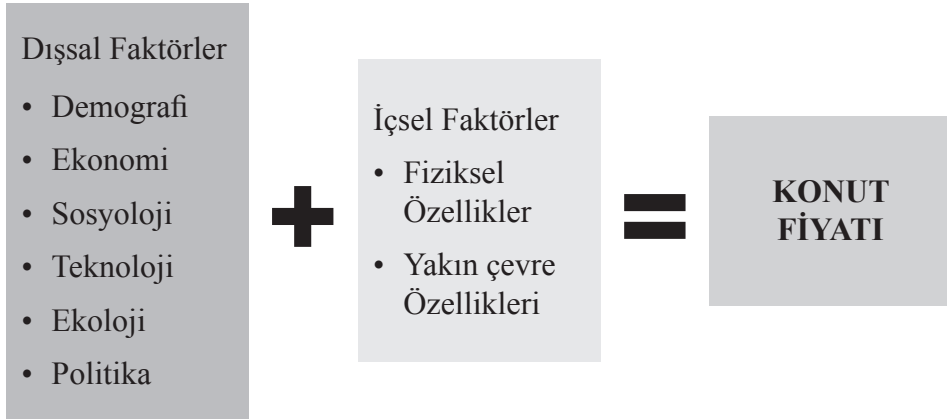 Dışsal Faktörler
• Demografi
• Ekonomi
• Sosyoloji
• Teknoloji
• Ekoloji
• Politika
+
İçsel Faktörler
• Fiziksel
Özellikler
• Yakın çevre
Özellikleri
=
KONUT
FİYATI